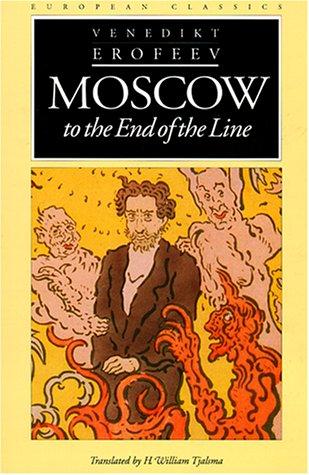 EUROPEAN CLASSICS
VENEDIKT
EROFEEV
MOSCOW
to the End of the Line
Translated by H. William Tjalsma